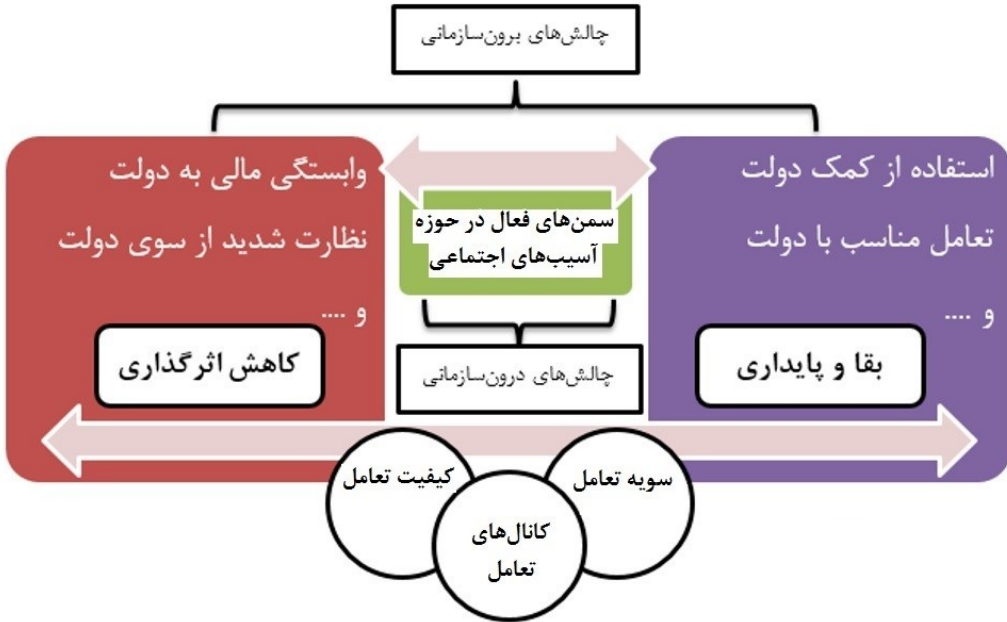 چالش‌های برون‌سازمانی
استفاده از کمک دولت
تعامل مناسب با دولت
و ....
بقا و پایداری
سمن‌های فعال در حوزه
آسیب‌های اجتماعی
چالش‌های درون‌سازمانی
وابستگی مالی به دولت
نظارت شدید از سوی دولت
و ....
کاهش اثرگذاری
سویه تعامل
کانال‌های
تعامل
کیفیت تعامل